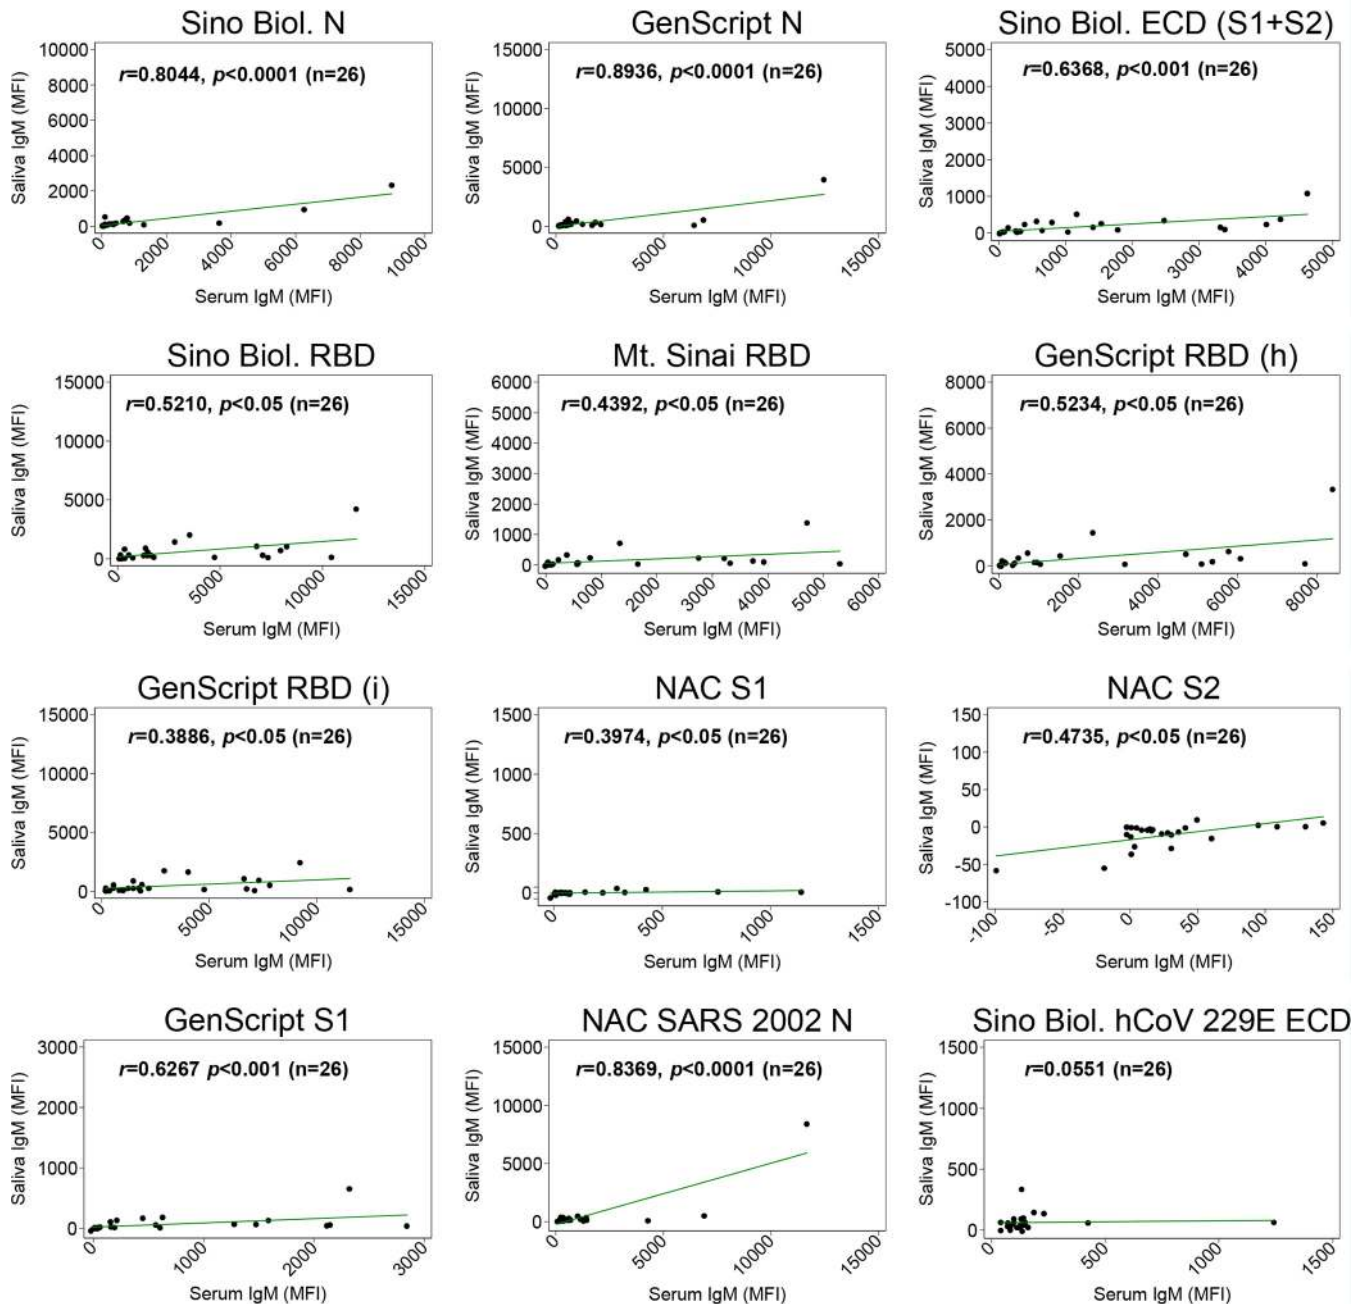 Sino Biol. N
r=0.8044, p<0.0001 (n=26)
Saliva IgM (MFI)
10000
8000
6000
4000
2000
0
0 2000 4000 6000 8000 10000
Serum IgM (MFI)
GenScript N
r=0.8936, p<0.0001 (n=26)
Saliva IgM (MFI)
15000
10000
5000
0
0 5000 10000 15000
Serum IgM (MFI)
Sino Biol. ECD (S1+S2)
r=0.6368, p<0.001 (n=26)
Saliva IgM (MFI)
5000
4000
3000
2000
1000
0
0 1000 2000 3000 4000 5000
Serum IgM (MFI)
Sino Biol. RBD
r=0.5210, p<0.05 (n=26)
Saliva IgM (MFI)
15000
10000
5000
0
0 5000 10000 15000
Serum IgM (MFI)
Mt. Sinai RBD
r=0.4392, p<0.05 (n=26)
Saliva IgM (MFI)
6000
5000
4000
3000
2000
1000
0
0 1000 2000 3000 4000 5000 6000
Serum IgM (MFI)
GenScript RBD (h)
r=0.5234, p<0.05 (n=26)
Saliva IgM (MFI)
8000
6000
4000
2000
0
0 2000 4000 6000 8000
Serum IgM (MFI)
GenScript RBD (i)
r=0.3886, p<0.05 (n=26)
Saliva IgM (MFI)
15000
10000
5000
0
0 5000 10000 15000
Serum IgM (MFI)
NAC S1
r=0.3974, p<0.05 (n=26)
Saliva IgM (MFI)
1500
1000
500
0
0 500 1000 1500
Serum IgM (MFI)
NAC S2
r=0.4735, p<0.05 (n=26)
Saliva IgM (MFI)
150
100
50
0
-50
-100
-100 -50 0 50 100 150
Serum IgM (MFI)
GenScript S1
r=0.6267 p<0.001 (n=26)
Saliva IgM (MFI)
3000
2000
1000
0
0 1000 2000 3000
Serum IgM (MFI)
NAC SARS 2002 N
r=0.8369, p<0.0001 (n=26)
Saliva IgM (MFI)
15000
10000
5000
0
0 5000 10000 15000
Serum IgM (MFI)
Sino Biol. hCoV 229E ECD
r=0.0551 (n=26)
Saliva IgM (MFI)
1500
1000
500
0
0 500 1000 1500
Serum IgM (MFI)